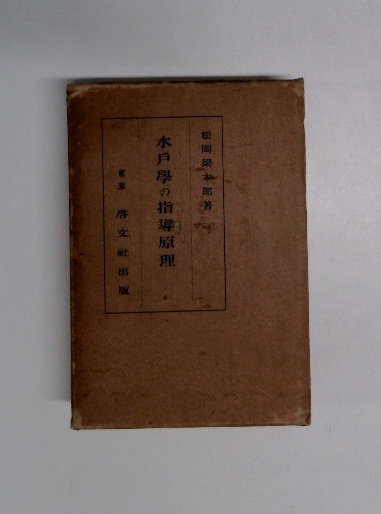 松岡梁太郎著
水戸學の指導原理
東京 啓文社出版